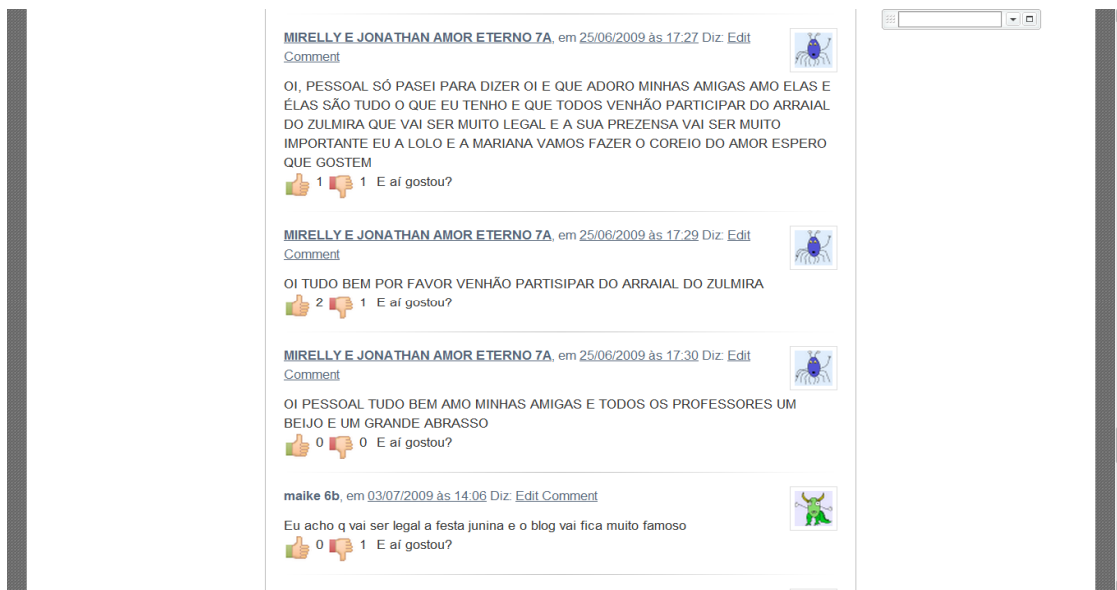 MIRELLY E JONATHAN AMOR ETERNO 7A, em 25/06/2009 às 17:27 Diz: Edit
Comment
OI, PESSOAL SÓ PASEI PARA DIZER OI E QUE ADORO MINHAS AMIGAS AMO ELAS E
ÉLAS SÃO TUDO O QUE EU TENHO E QUE TODOS VENHÃO PARTICIPAR DO ARRAIAL
DO ZULMIRA QUE VAI SER MUITO LEGAL E A SUA PREZENSA VAI SER MUITO
IMPORTANTE EU A LOLO E A MARIANA VAMOS FAZER O COREIO DO AMOR ESPERO
QUE GOSTEM
1 1 E aí gostou?
MIRELLY E JONATHAN AMOR ETERNO 7A, em 25/06/2009 às 17:29 Diz: Edit
Comment
OI TUDO BEM POR FAVOR VENHÃO PARTISIPAR DO ARRAIAL DO ZULMIRA
2 1 E aí gostou?
MIRELLY E JONATHAN AMOR ETERNO 7A, em 25/06/2009 às 17:30 Diz: Edit
Comment
OI PESSOAL TUDO BEM AMO MINHAS AMIGAS E TODOS OS PROFESSORES UM
BEIJO E UM GRANDE ABRASSO
0 0 E aí gostou?
maike 6b, em 03/07/2009 às 14:06 Diz: Edit Comment
Eu acho q vai ser legal a festa junina e o blog vai fica muito famoso
0 1 E aí gostou?